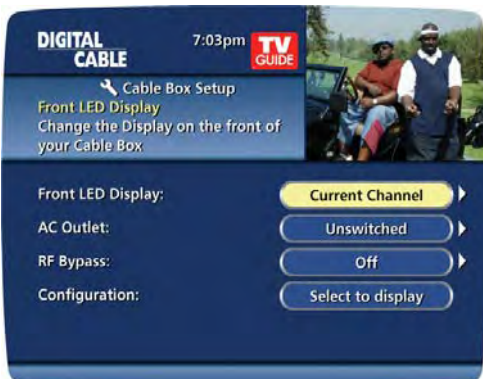 DIGITAL
CABLE
7:03pm
TV
GUIDE
Cable Box Setup
Front LED Display
Change the Display on the front of
your Cable Box
Front LED Display: Current Channel
AC Outlet: Unswitched
RF Bypass: Off
Configuration: Select to display